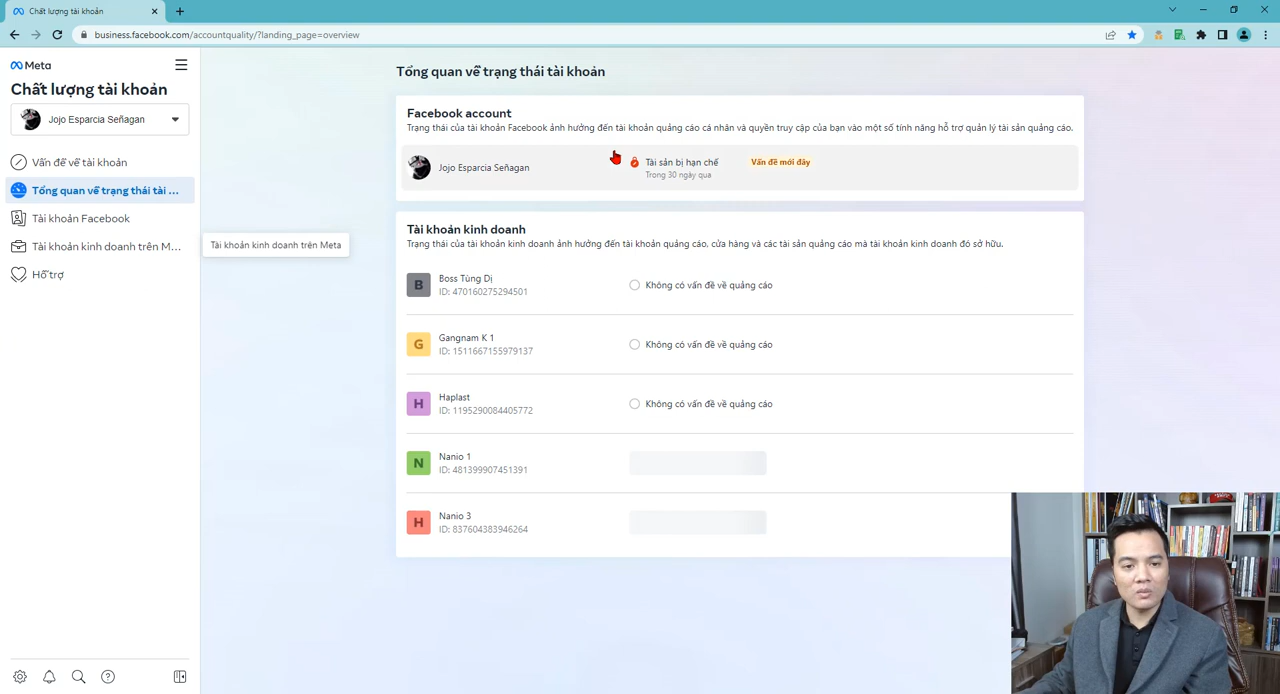 Chất lượng tài khoản
business.facebook.com/accountquality/?landing_page=overview
Meta
Chất lượng tài khoản
Jojo Esparcia Señagan
Vấn đề về tài khoản
Tổng quan về trạng thái tài ...
Tài khoản Facebook
Tài khoản kinh doanh trên M...
Hỗ trợ
Tài khoản kinh doanh trên Meta
Tổng quan về trạng thái tài khoản
Facebook account
Trạng thái của tài khoản Facebook ảnh hưởng đến tài khoản quảng cáo cá nhân và quyền truy cập của bạn vào một số tính năng hỗ trợ quản lý tài sản quảng cáo.
Jojo Esparcia Señagan
Tài sản bị hạn chế
Trong 30 ngày qua
Vấn đề mới đây
Tài khoản kinh doanh
Trạng thái của tài khoản kinh doanh ảnh hưởng đến tài khoản quảng cáo, cửa hàng và các tài sản quảng cáo mà tài khoản kinh doanh đó sở hữu.
B
Boss Tùng Dị
ID: 470160275294501
Không có vấn đề về quảng cáo
G
Gangnam K 1
ID: 1511667155979137
Không có vấn đề về quảng cáo
H
Haplast
ID: 1195290084405772
Không có vấn đề về quảng cáo
N
Nanio 1
ID: 481399907451391
H
Nanio 3
ID: 837604383946264